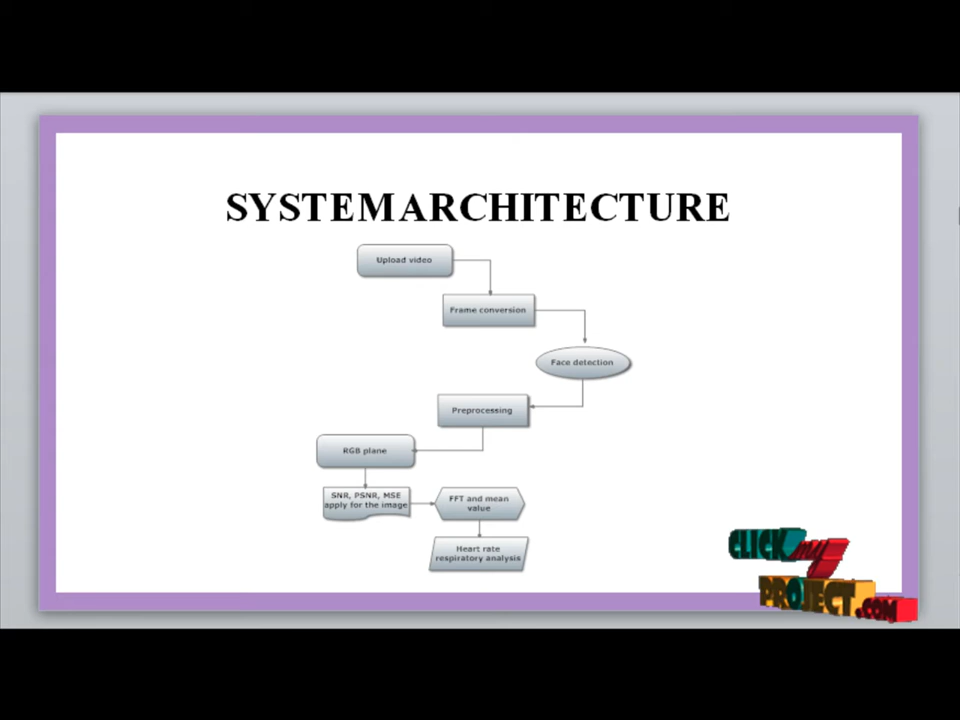 SYSTEMARCHITECTURE
Upload video
Frame conversion
Face detection
Preprocessing
RGB plane
SNR, PSNR, MSE
apply for the image
FFT and mean
value
Heart rate
respiratory analysis
CLICK my
PROJECT.COM